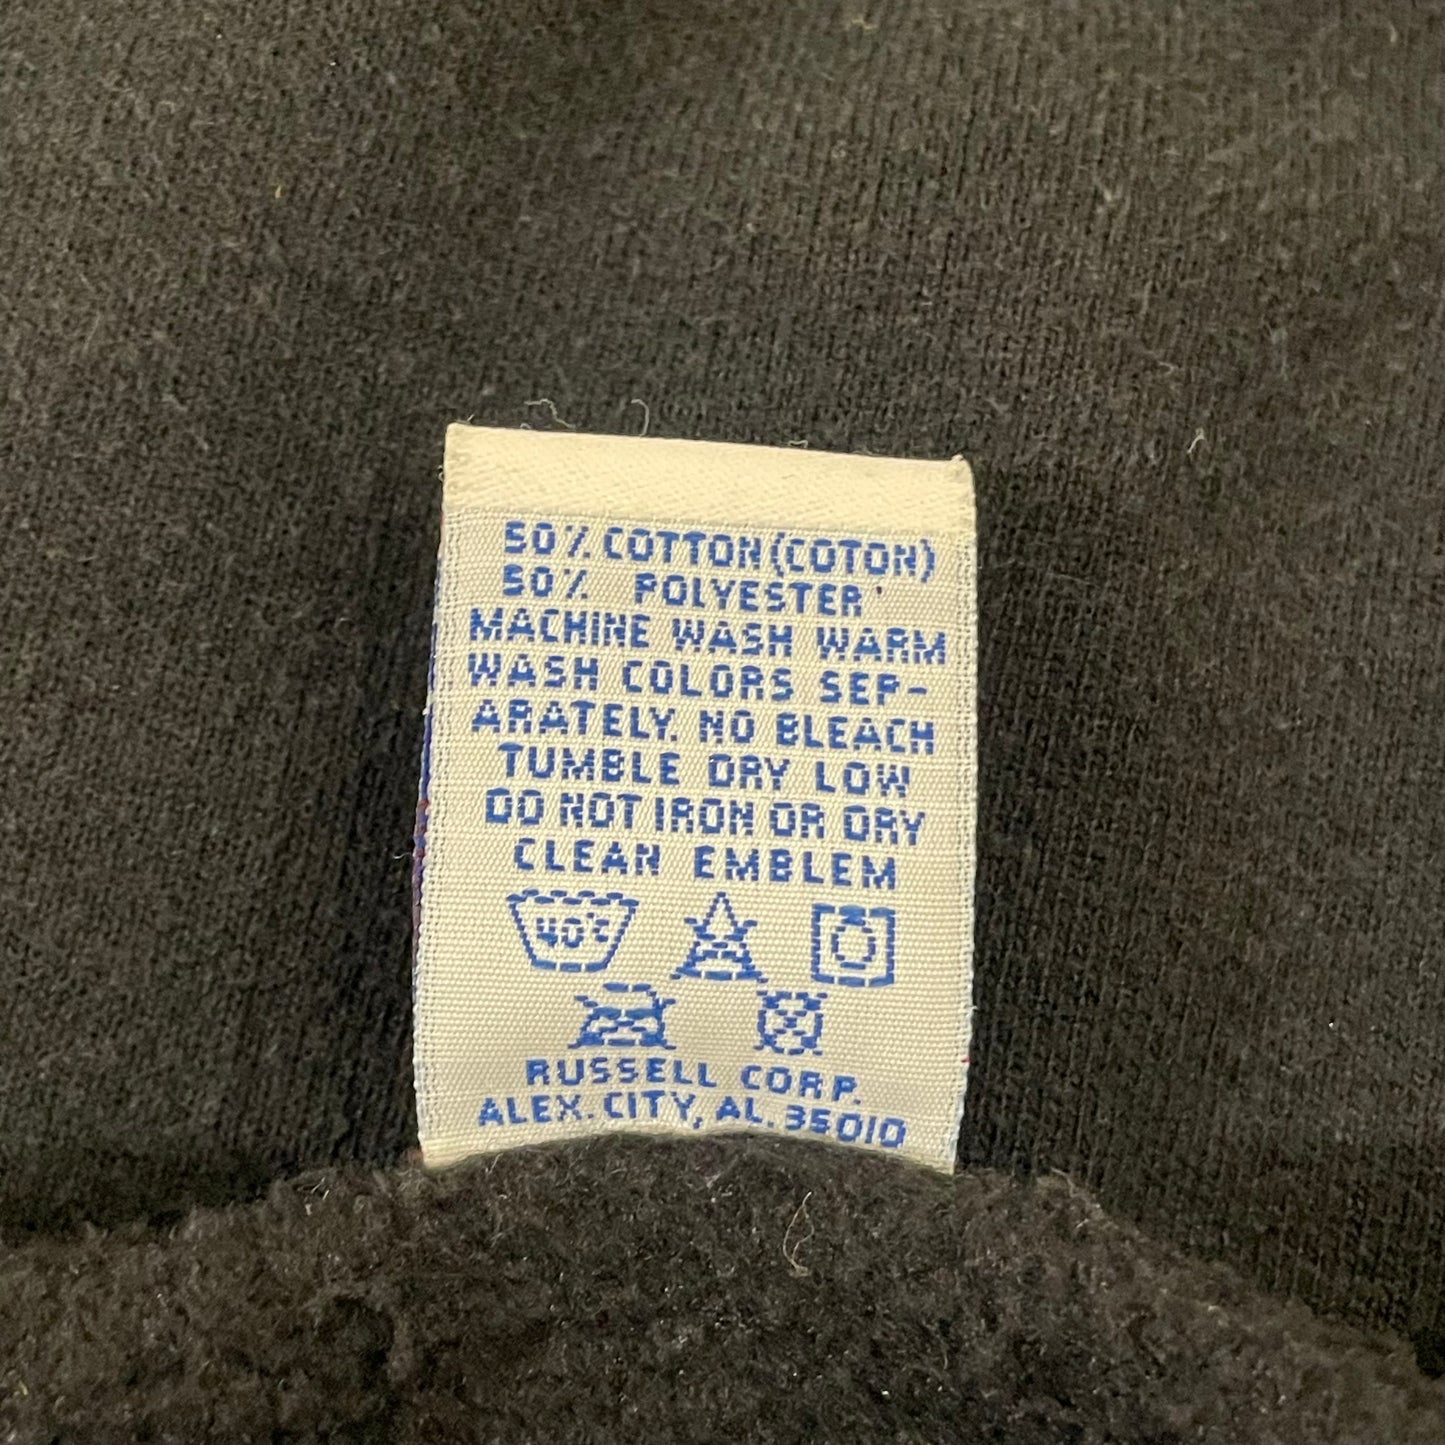 50% COTTON (COTON)
50% POLYESTER
MACHINE WASH WARM
WASH COLORS SEP-
ARATELY. NO BLEACH
TUMBLE DRY LOW
DO NOT IRON OR DRY
CLEAN EMBLEM
40°C
RUSSELL CORP.
ALEX. CITY, AL. 35010